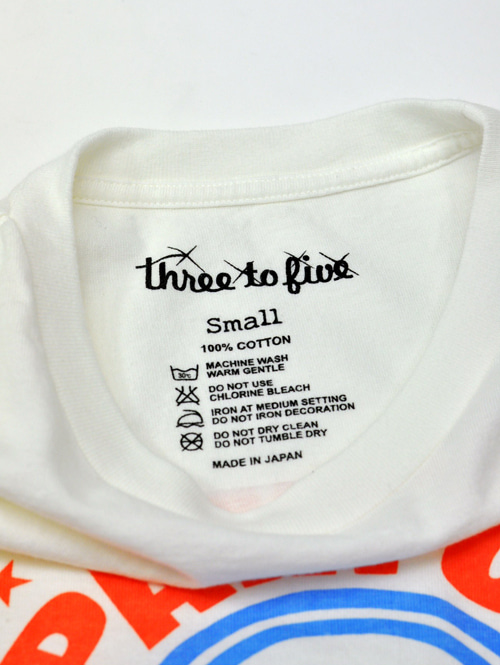 three to five
Small
100% COTTON
30°C
MACHINE WASH
WARM GENTLE
DO NOT USE
CHLORINE BLEACH
IRON AT MEDIUM SETTING
DO NOT IRON DECORATION
DO NOT DRY CLEAN
DO NOT TUMBLE DRY
MADE IN JAPAN